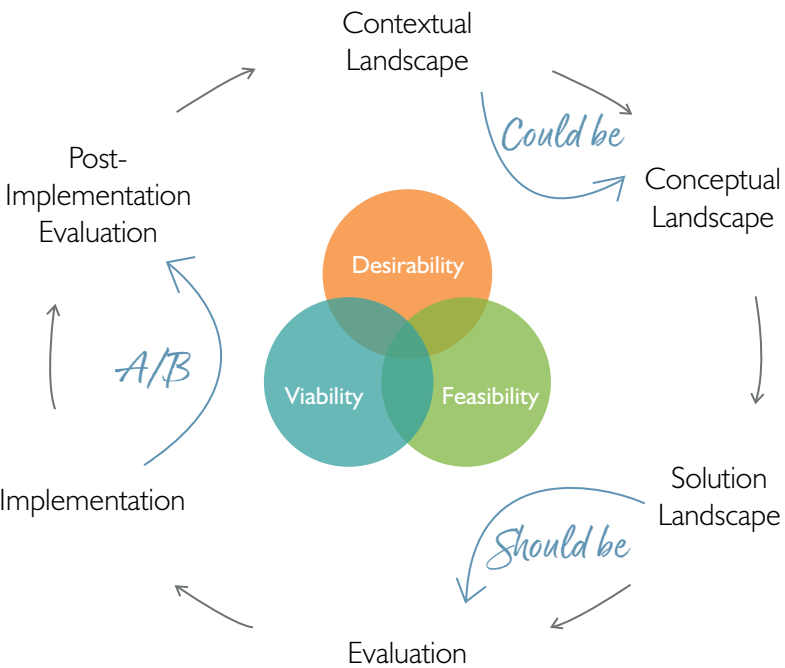 Contextual
Landscape
Could be
Conceptual
Landscape
Post-
Implementation
Evaluation
Desirability
A/B
Viability
Feasibility
Solution
Landscape
Implementation
Should be
Evaluation